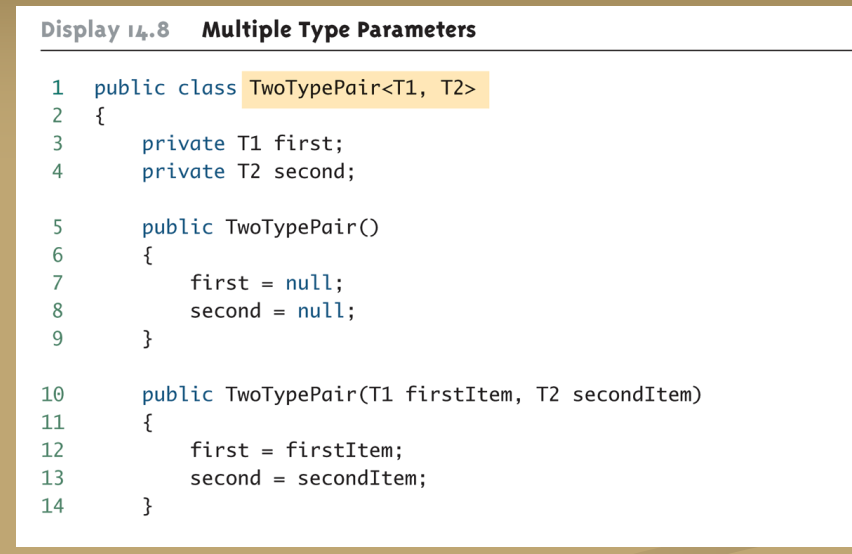 Display 14.8 Multiple Type Parameters
1 public class TwoTypePair<T1, T2>
2 {
3 private T1 first;
4 private T2 second;
5 public TwoTypePair()
6 {
7 first = null;
8 second = null;
9 }
10 public TwoTypePair(T1 firstItem, T2 secondItem)
11 {
12 first = firstItem;
13 second = secondItem;
14 }